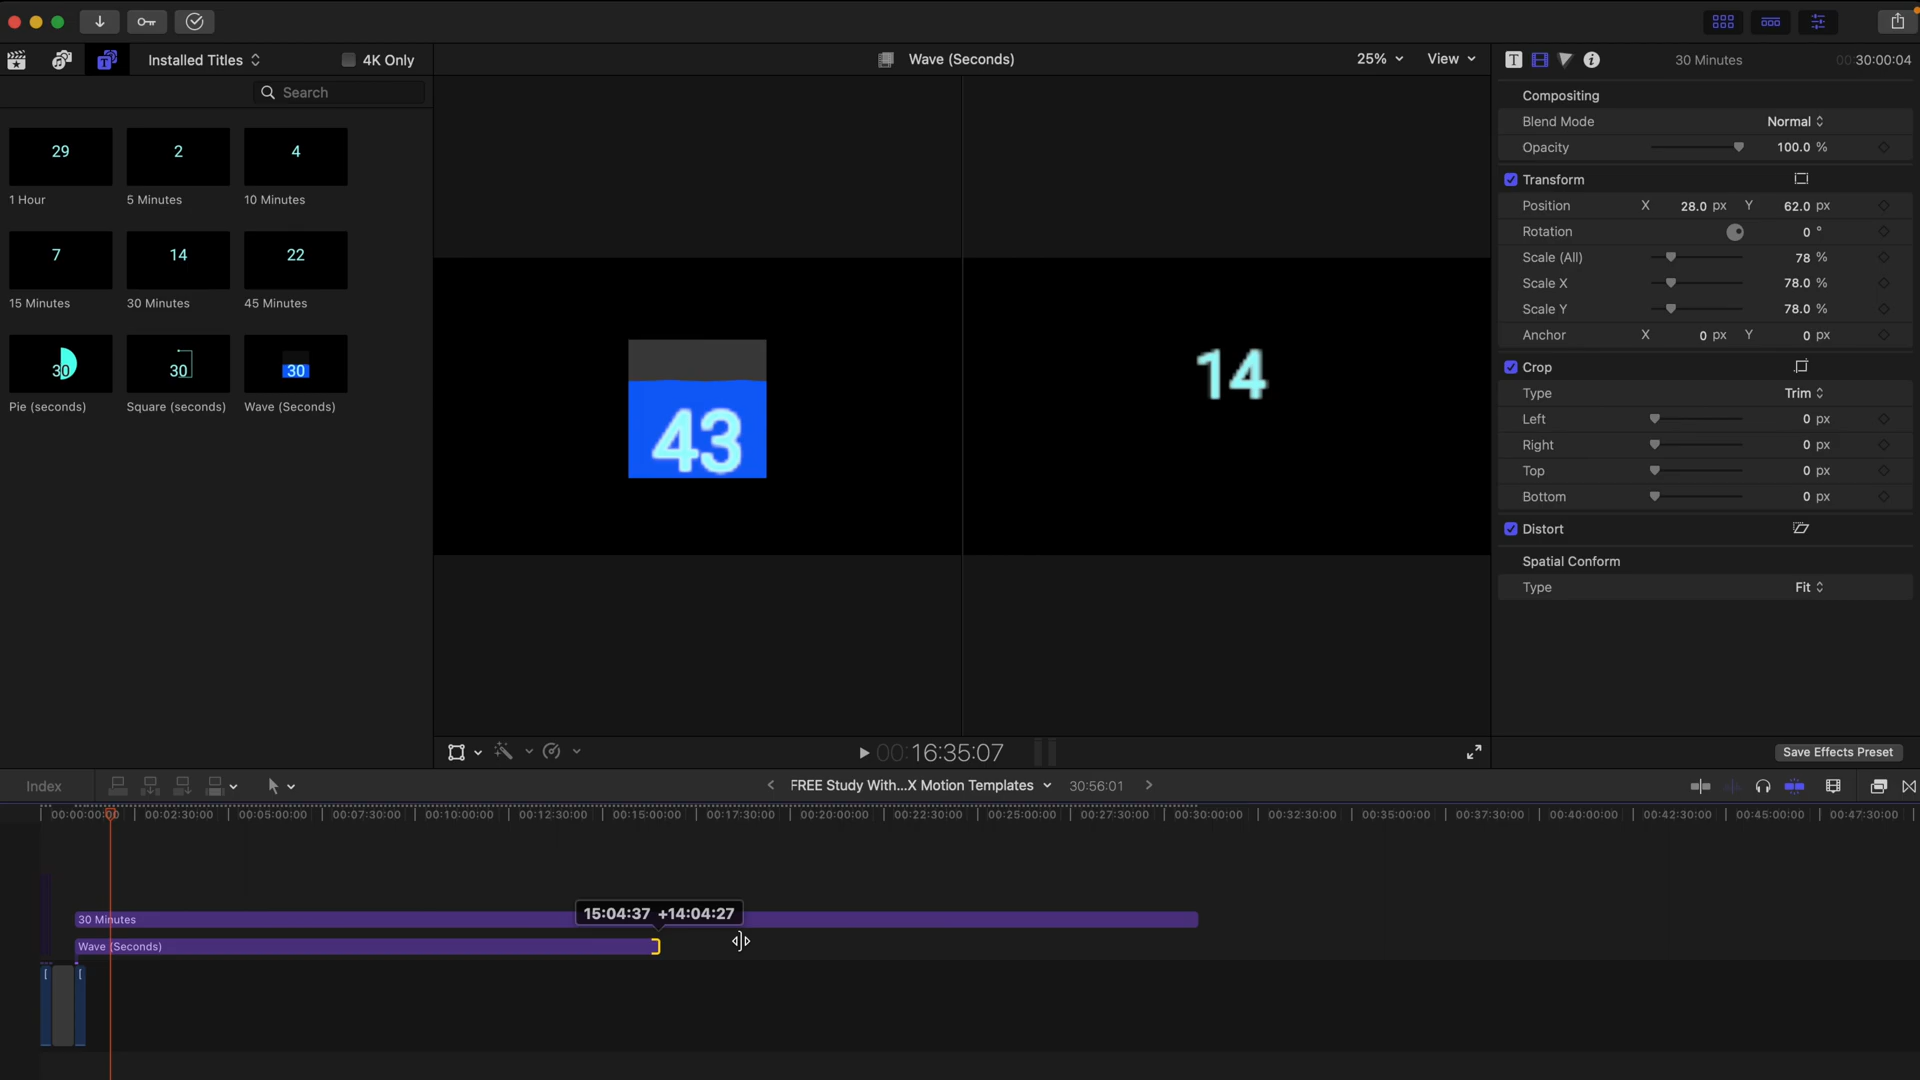 Installed Titles
4K Only
Wave (Seconds)
25%
View
30 Minutes
00:30:00:04
Search
29
2
4
1 Hour
5 Minutes
10 Minutes
7
14
22
15 Minutes
30 Minutes
45 Minutes
30
30
30
Pie (seconds)
Square (seconds)
Wave (Seconds)
43
14
Compositing
Blend Mode
Normal
Opacity
100.0 %
Transform
Position
X
28.0 px
Y
62.0 px
Rotation
0 °
Scale (All)
78 %
Scale X
78.0 %
Scale Y
78.0 %
Anchor
X
0 px
Y
0 px
Crop
Type
Trim
Left
0 px
Right
0 px
Top
0 px
Bottom
0 px
Distort
Spatial Conform
Type
Fit
00:16:35:07
Save Effects Preset
Index
FREE Study With...X Motion Templates
30:56:01
00:00:00:00
00:02:30:00
00:05:00:00
00:07:30:00
00:10:00:00
00:12:30:00
00:15:00:00
00:17:30:00
00:20:00:00
00:22:30:00
00:25:00:00
00:27:30:00
00:30:00:00
00:32:30:00
00:35:00:00
00:37:30:00
00:40:00:00
00:42:30:00
00:45:00:00
00:47:30:00
15:04:37 +14:04:27
30 Minutes
Wave (Seconds)